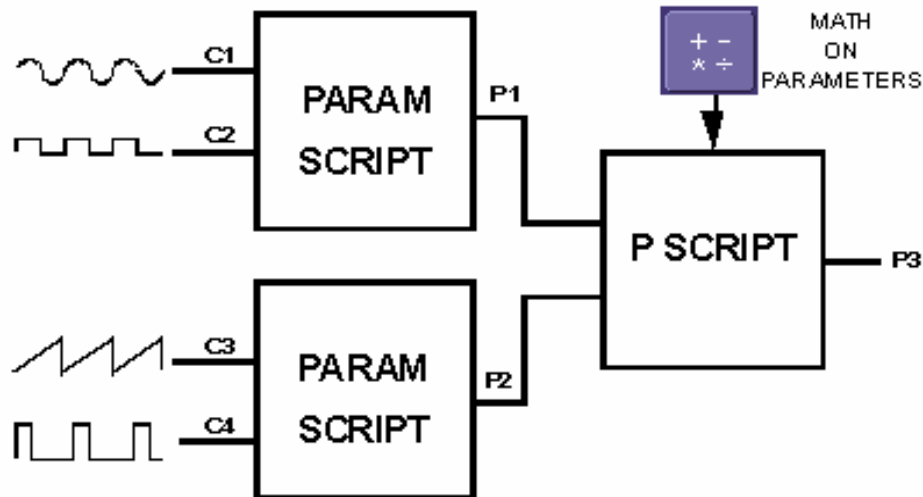 C1
C2
PARAM
SCRIPT
P1
+ -
* ÷
MATH
ON
PARAMETERS
P SCRIPT
P3
C3
C4
PARAM
SCRIPT
P2